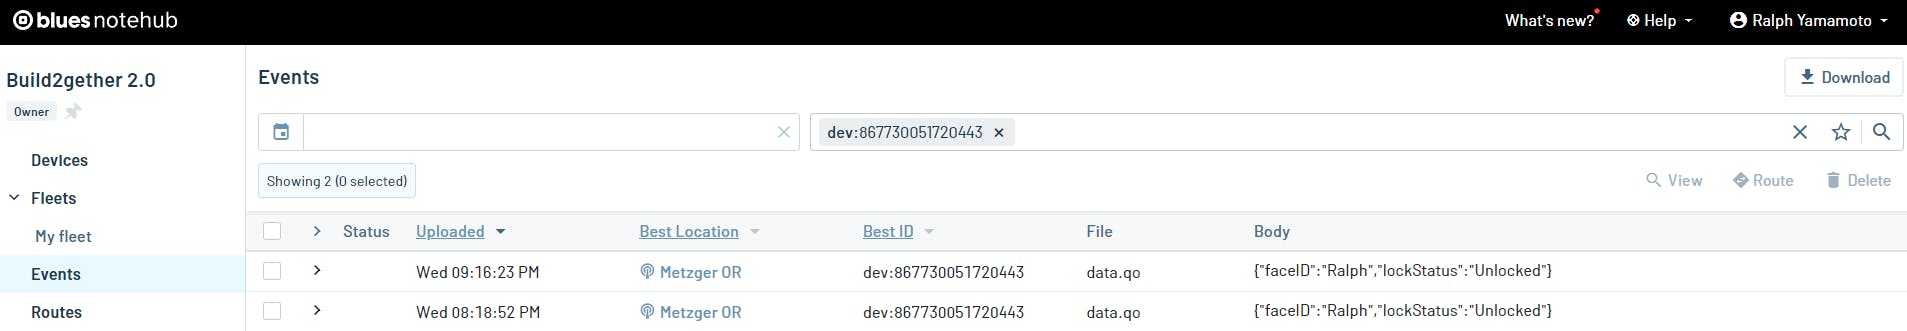 blues notehub What's new? Help Ralph Yamamoto
Build2gether 2.0
Owner
Devices
Fleets
My fleet
Events
Routes
Events
Download
dev:867730051720443
Showing 2 (0 selected)
View Route Delete
Status Uploaded Best Location Best ID File Body
Wed 09:16:23 PM Metzger OR dev:867730051720443 data.qo {"faceID":"Ralph","lockStatus":"Unlocked"}
Wed 08:18:52 PM Metzger OR dev:867730051720443 data.qo {"faceID":"Ralph","lockStatus":"Unlocked"}